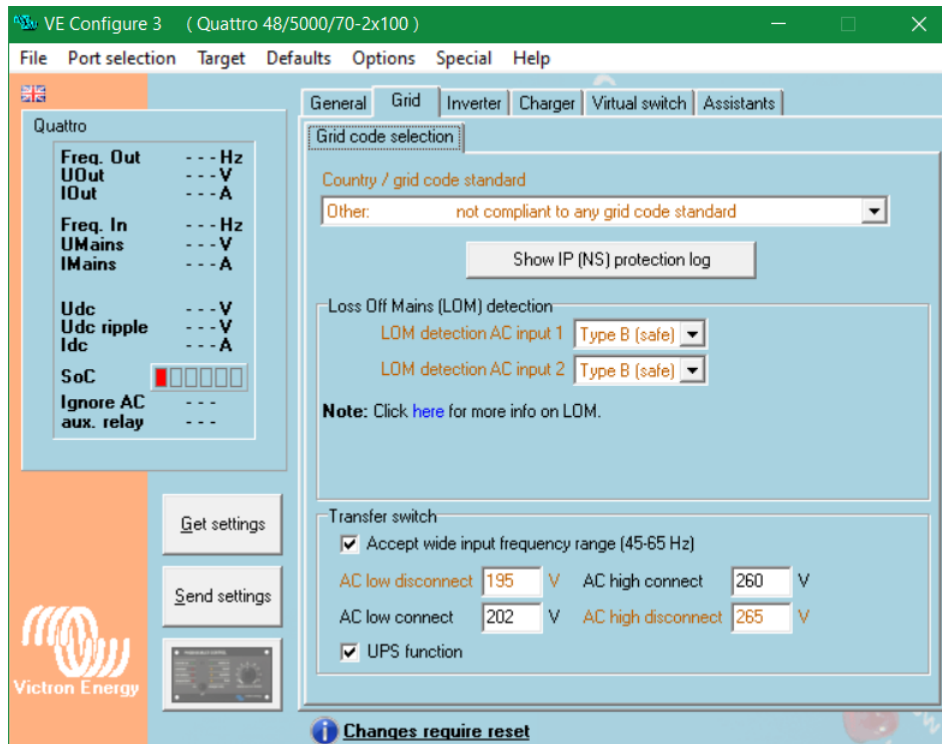 VE Configure 3 ( Quattro 48/5000/70-2x100 )
File Port selection Target Defaults Options Special Help
General Grid Inverter Charger Virtual switch Assistants
Quattro
Freq. Out - - - Hz
UOut - - - V
IOut - - - A
Freq. In - - - Hz
UMains - - - V
IMains - - - A
Udc - - - V
Udc ripple - - - V
Idc - - - A
SoC
Ignore AC - - -
aux. relay - - -
Get settings
Send settings
Victron Energy
Grid code selection
Country / grid code standard
Other: not compliant to any grid code standard
Show IP (NS) protection log
Loss Off Mains (LOM) detection
LOM detection AC input 1 Type B (safe)
LOM detection AC input 2 Type B (safe)
Note: Click here for more info on LOM.
Transfer switch
Accept wide input frequency range (45-65 Hz)
AC low disconnect 195 V AC high connect 260 V
AC low connect 202 V AC high disconnect 265 V
UPS function
Changes require reset